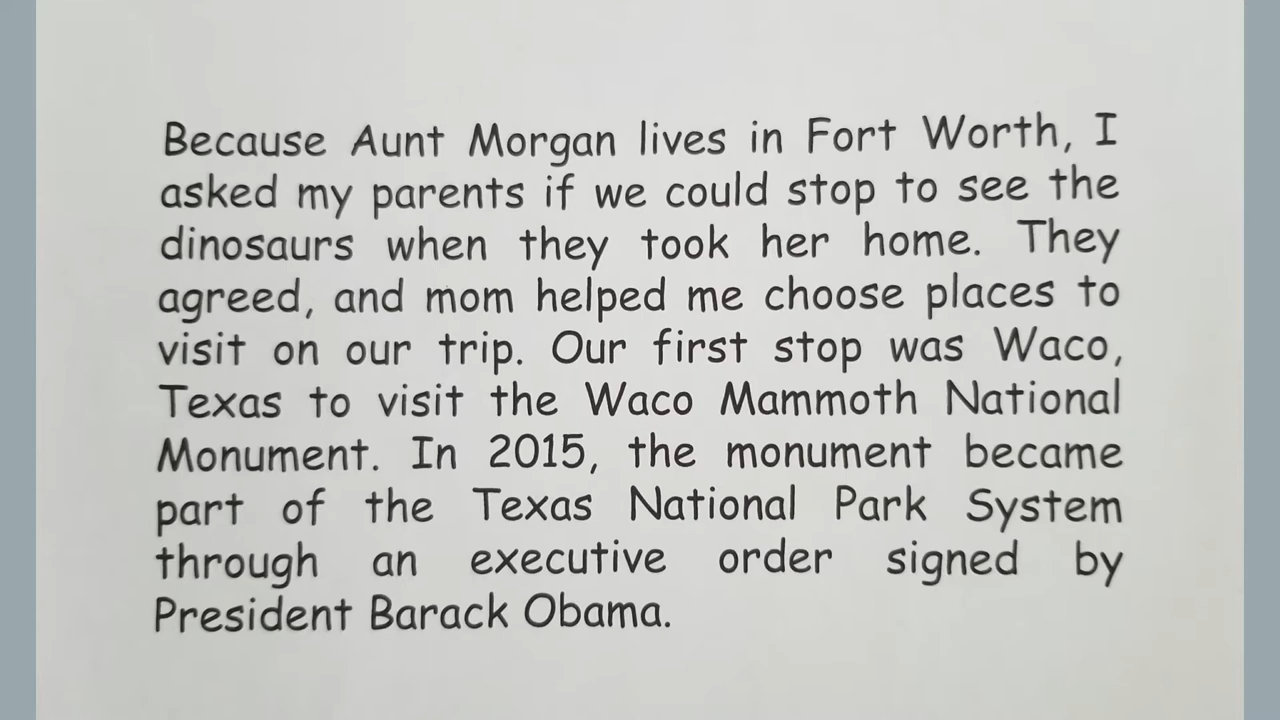 Because Aunt Morgan lives in Fort Worth, I
asked my parents if we could stop to see the
dinosaurs when they took her home. They
agreed, and mom helped me choose places to
visit on our trip. Our first stop was Waco,
Texas to visit the Waco Mammoth National
Monument. In 2015, the monument became
part of the Texas National Park System
through an executive order signed by
President Barack Obama.